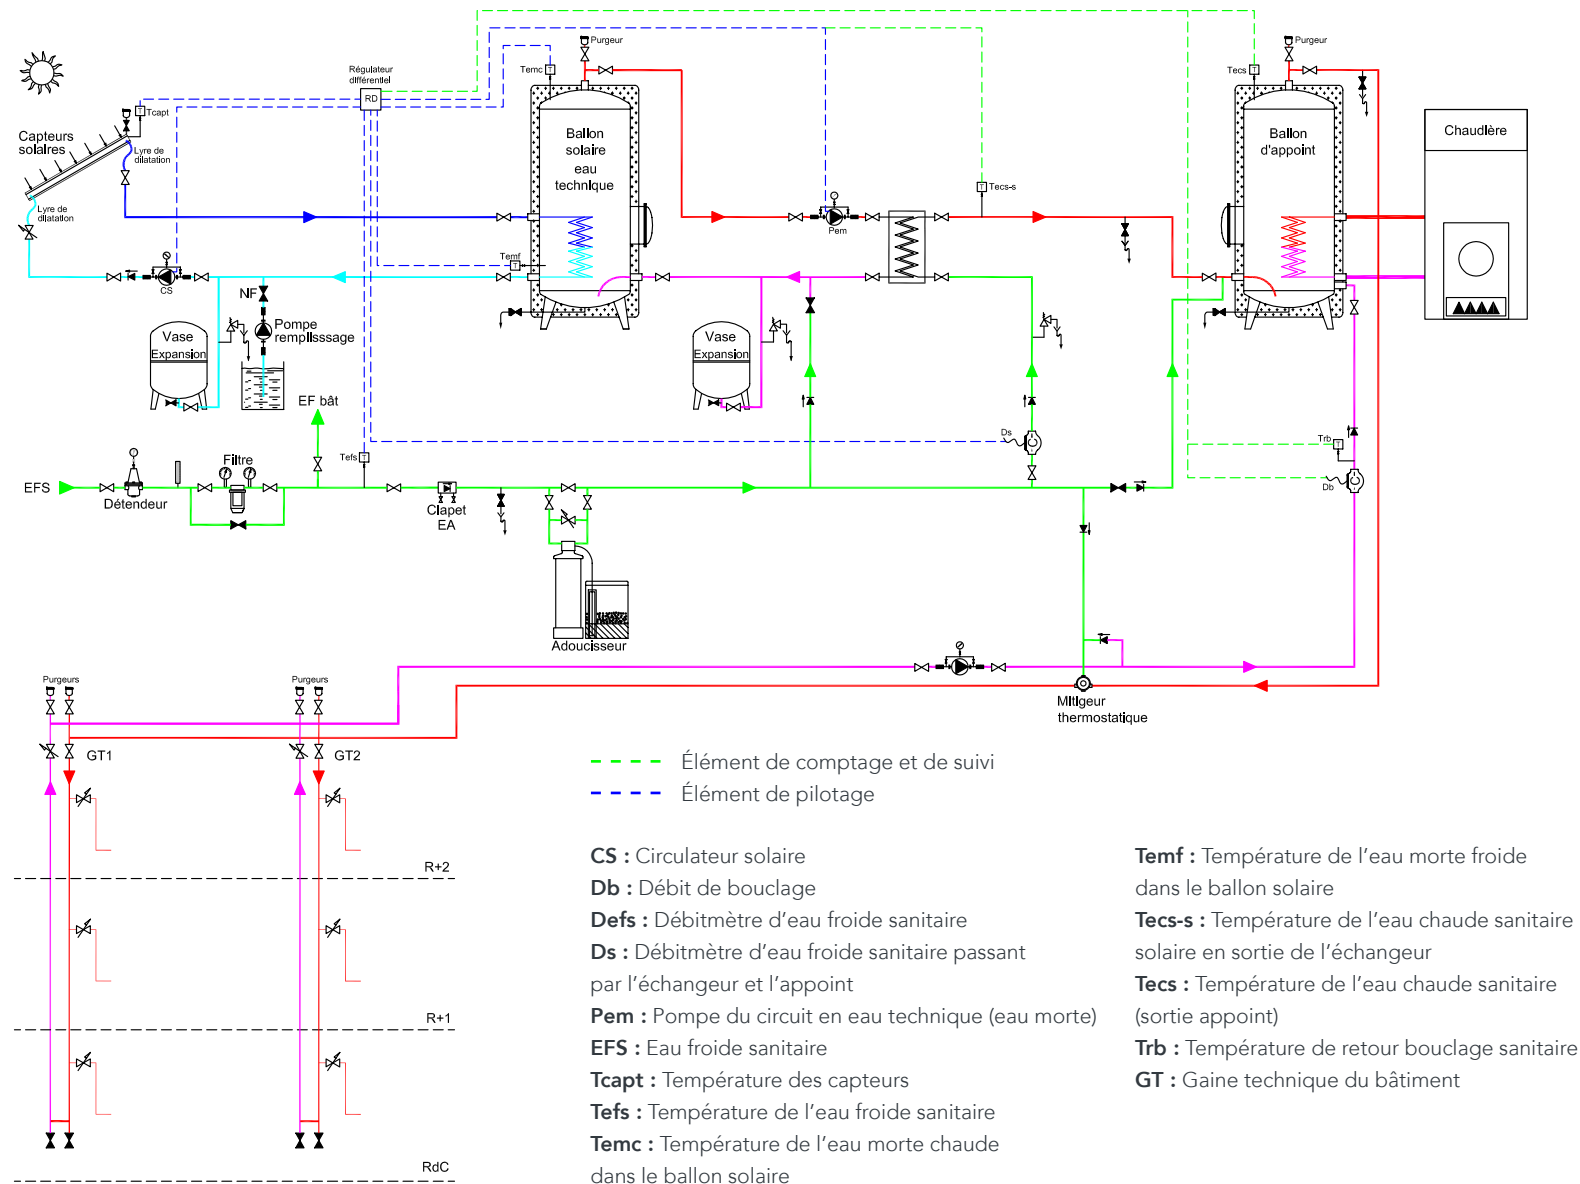 Purgeur
Purgeur
Régulateur
différentiel
Temc
Tecs
RD
Tcapt
Capteurs
solaires
Lyre de
dilatation
Ballon
solaire
eau
technique
Ballon
d'appoint
Chaudière
Lyre de
dilatation
Tecs-s
Pem
Temf
CS
NF
Pompe
remplisssage
Vase
Expansion
Vase
Expansion
EF bât
Ds
Trb
Tefs
Filtre
EFS
Détendeur
Clapet
EA
Db
Adoucisseur
Purgeurs
Purgeurs
Mitigeur
thermostatique
GT1
GT2
R+2
R+1
RdC
Élément de comptage et de suivi
Élément de pilotage
CS : Circulateur solaire
Db : Débit de bouclage
Defs : Débitmètre d'eau froide sanitaire
Ds : Débitmètre d'eau froide sanitaire passant
par l'échangeur et l'appoint
Pem : Pompe du circuit en eau technique (eau morte)
EFS : Eau froide sanitaire
Tcapt : Température des capteurs
Tefs : Température de l'eau froide sanitaire
Temc : Température de l'eau morte chaude
dans le ballon solaire
Temf : Température de l'eau morte froide
dans le ballon solaire
Tecs-s : Température de l'eau chaude sanitaire
solaire en sortie de l'échangeur
Tecs : Température de l'eau chaude sanitaire
(sortie appoint)
Trb : Température de retour bouclage sanitaire
GT : Gaine technique du bâtiment